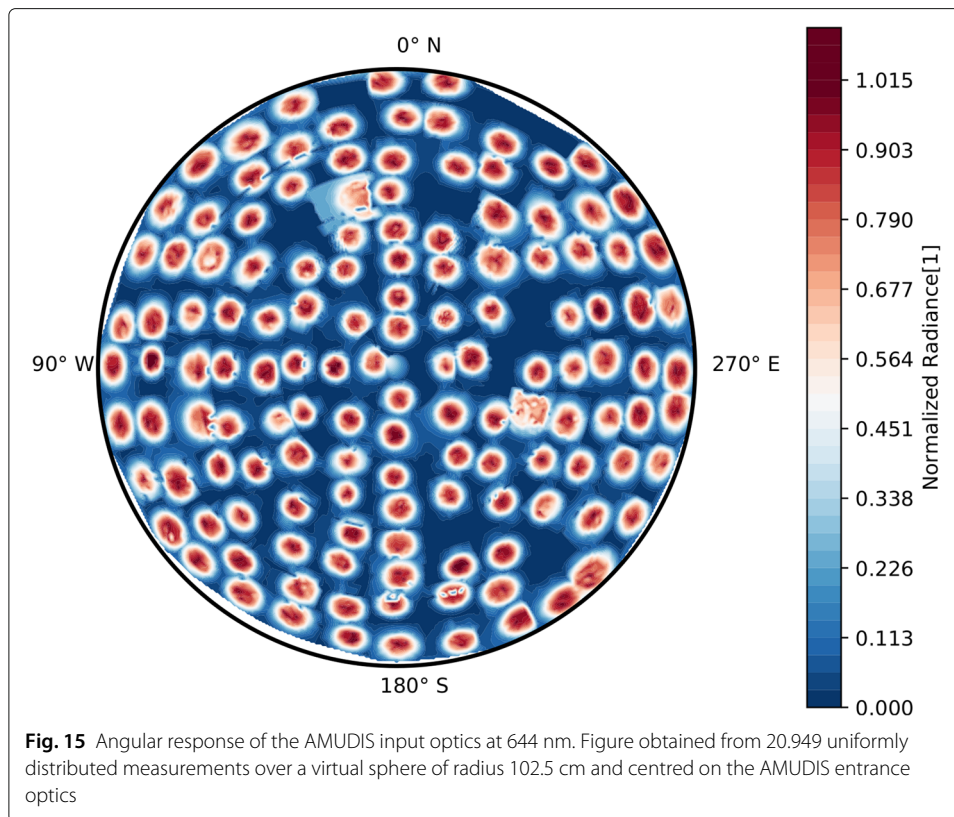 0° N
90° W
270° E
180° S
1.015
0.903
0.790
0.677
0.564
0.451
0.338
0.226
0.113
0.000
Normalized Radiance[1]
Fig. 15 Angular response of the AMUDIS input optics at 644 nm. Figure obtained from 20.949 uniformly
distributed measurements over a virtual sphere of radius 102.5 cm and centred on the AMUDIS entrance
optics